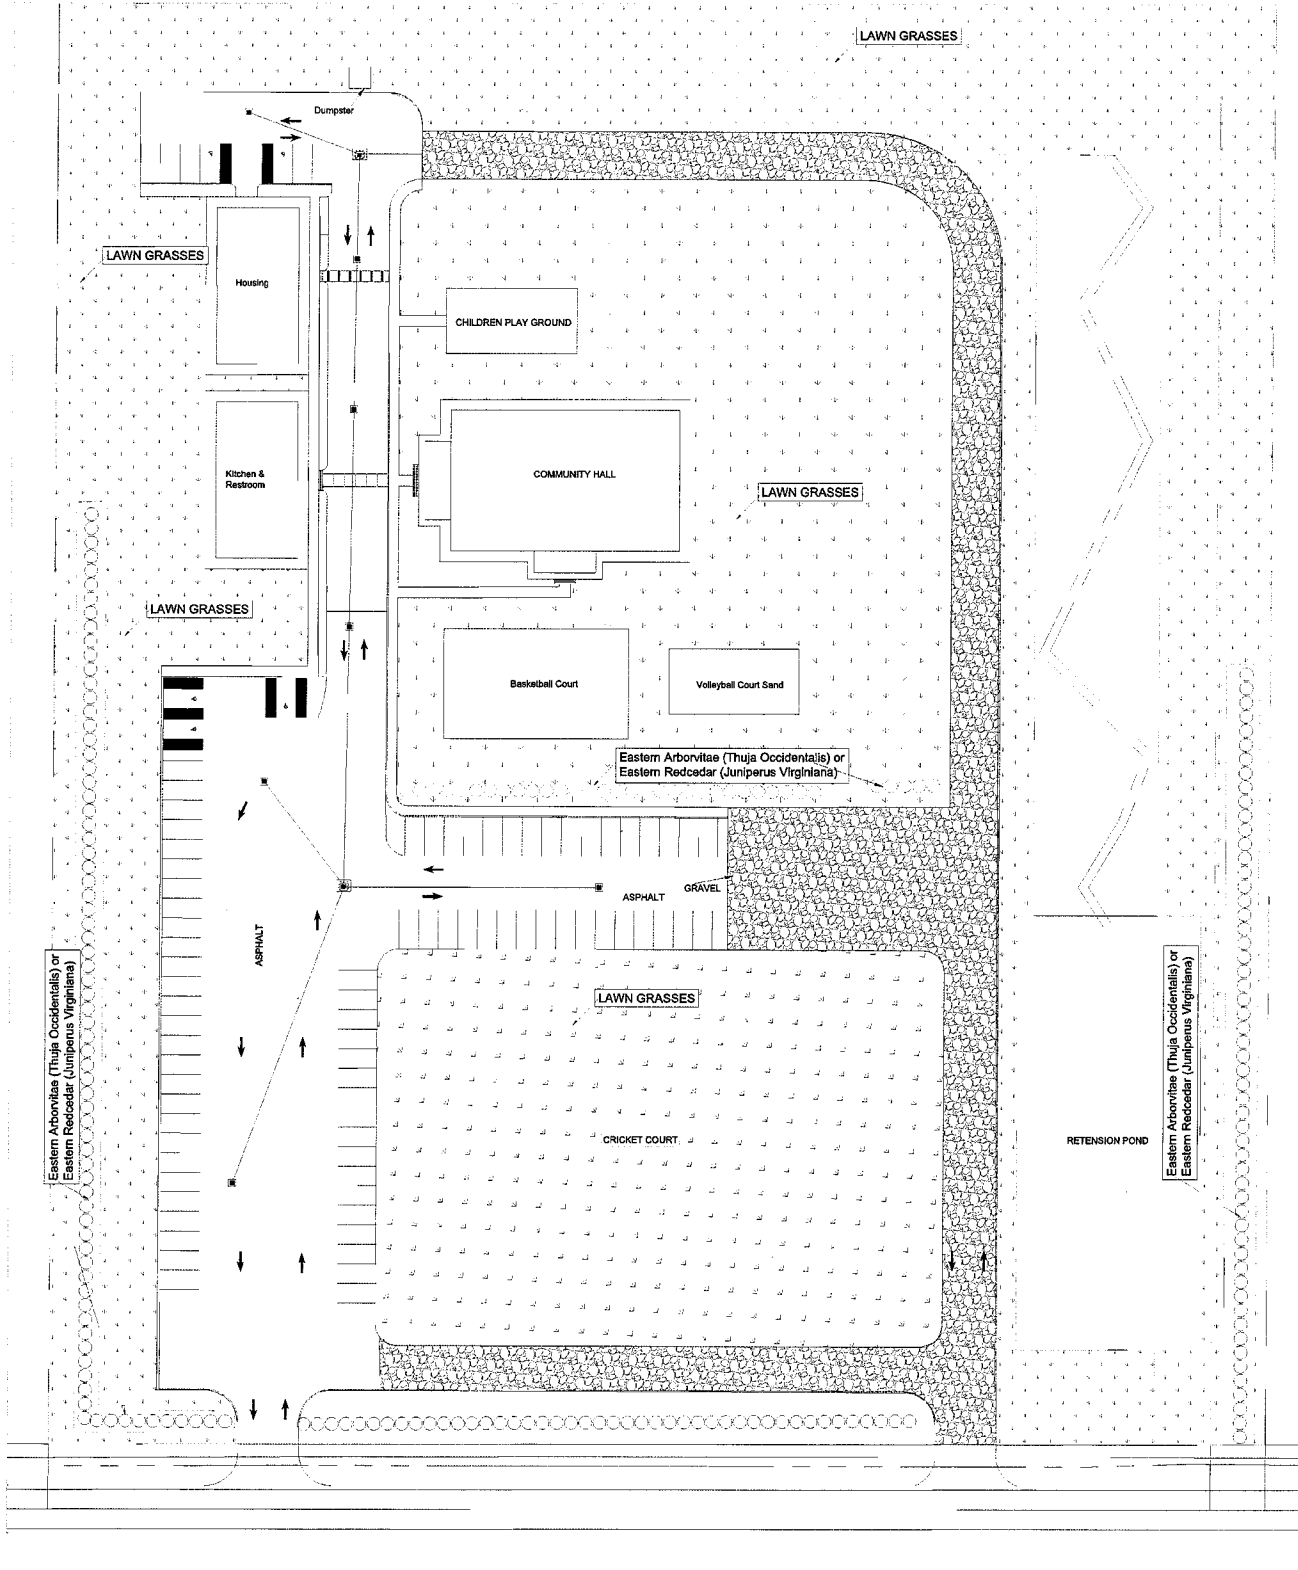 LAWN GRASSES
Dumpster
LAWN GRASSES
Housing
CHILDREN PLAY GROUND
Kitchen &
Restroom
COMMUNITY HALL
LAWN GRASSES
LAWN GRASSES
Basketball Court
Volleyball Court Sand
Eastern Arborvitae (Thuja Occidentalis) or
Eastern Redcedar (Juniperus Virginiana)
GRAVEL
ASPHALT
ASPHALT
Eastern Arborvitae (Thuja Occidentalis) or
Eastern Redcedar (Juniperus Virginiana)
LAWN GRASSES
CRICKET COURT
RETENSION POND
Eastern Arborvitae (Thuja Occidentalis) or
Eastern Redcedar (Juniperus Virginiana)